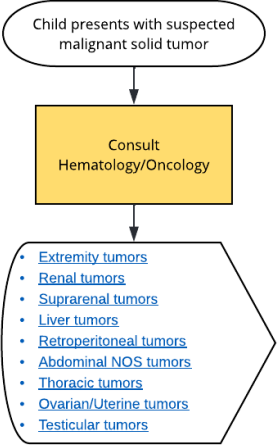 Child presents with suspected
malignant solid tumor
Consult
Hematology/Oncology
• Extremity tumors
• Renal tumors
• Suprarenal tumors
• Liver tumors
• Retroperitoneal tumors
• Abdominal NOS tumors
• Thoracic tumors
• Ovarian/Uterine tumors
• Testicular tumors